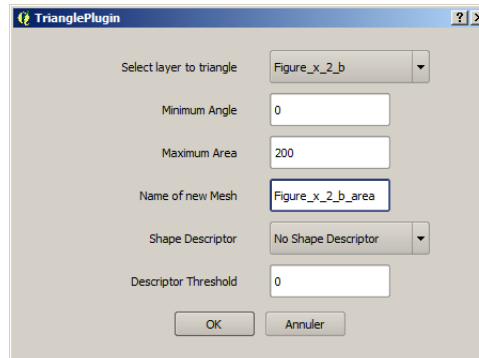 TrianglePlugin
Select layer to triangle Figure_x_2_b
Minimum Angle 0
Maximum Area 200
Name of new Mesh Figure_x_2_b_area
Shape Descriptor No Shape Descriptor
Descriptor Threshold 0
OK Annuler